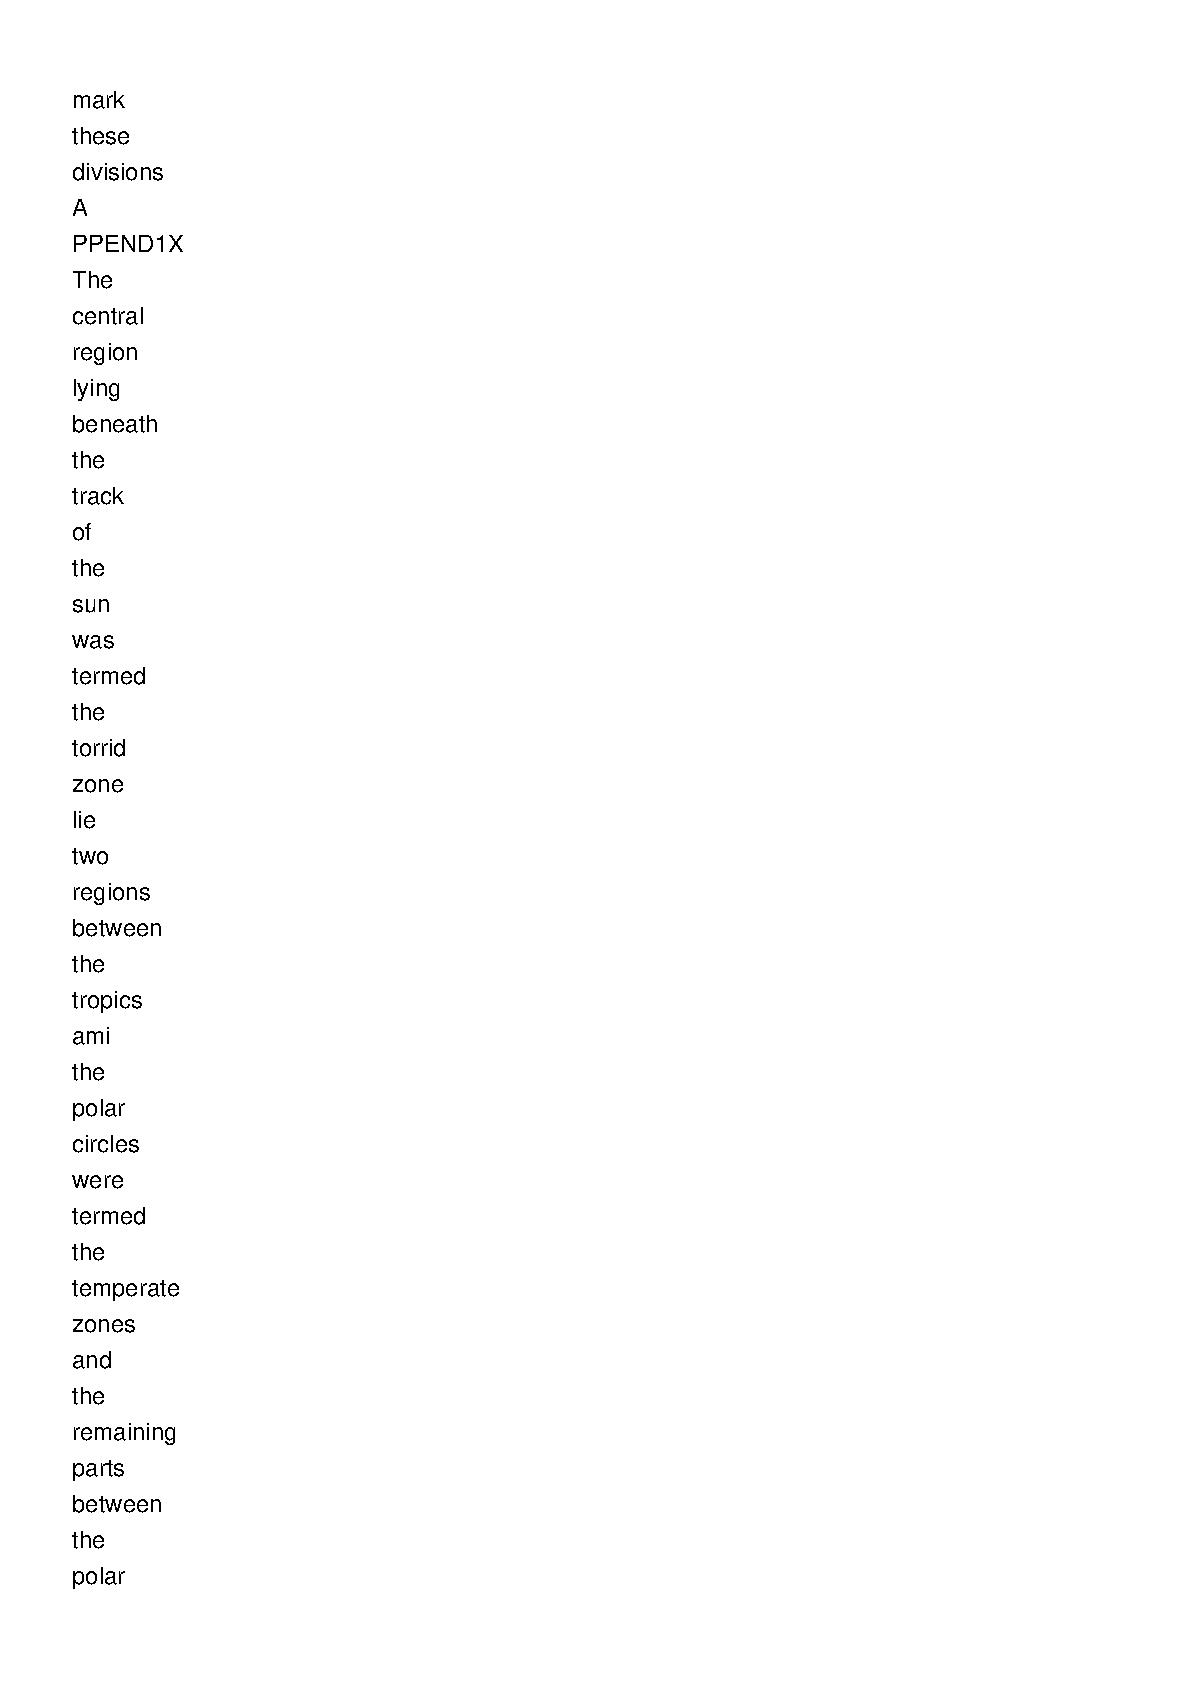 mark
these
divisions
A
PPEND1X
The
central
region
lying
beneath
the
track
of
the
sun
was
termed
the
torrid
zone
lie
two
regions
between
the
tropics
ami
the
polar
circles
were
termed
the
temperate
zones
and
the
remaining
parts
between
the
polar